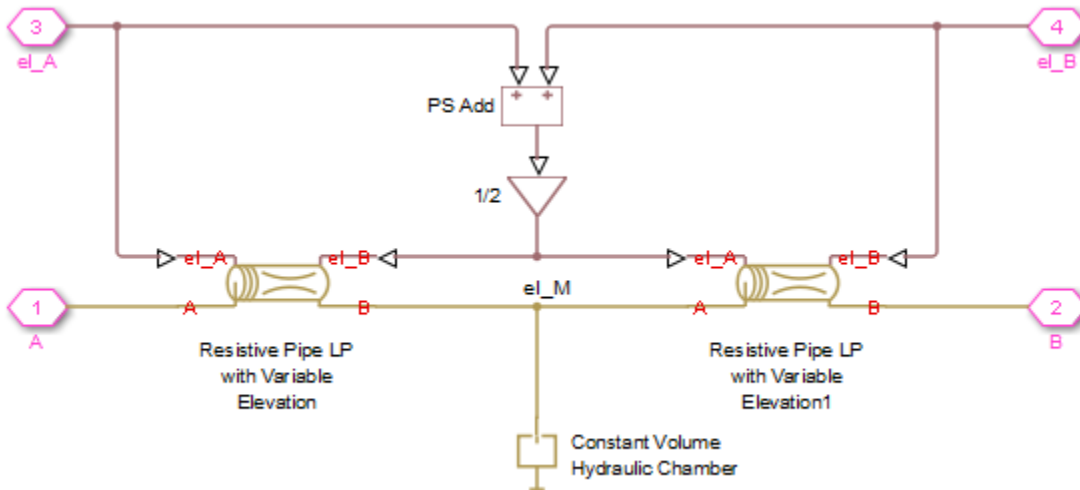 3
4
el_A
el_B
PS Add
+ +
1/2
el_A
el_B
el_A
el_B
1
A
B
el_M
A
B
2
A
B
Resistive Pipe LP
with Variable
Elevation
Resistive Pipe LP
with Variable
Elevation1
Constant Volume
Hydraulic Chamber